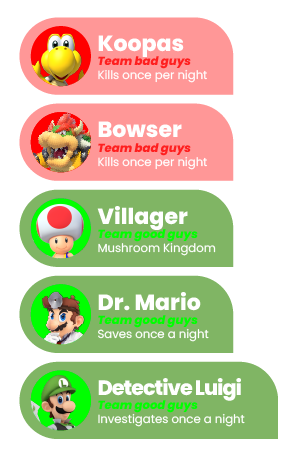 Koopas
Team bad guys
Kills once per night
Bowser
Team bad guys
Kills once per night
Villager
Team good guys
Mushroom Kingdom
Dr. Mario
Team good guys
Saves once a night
Detective Luigi
Team good guys
Investigates once a night